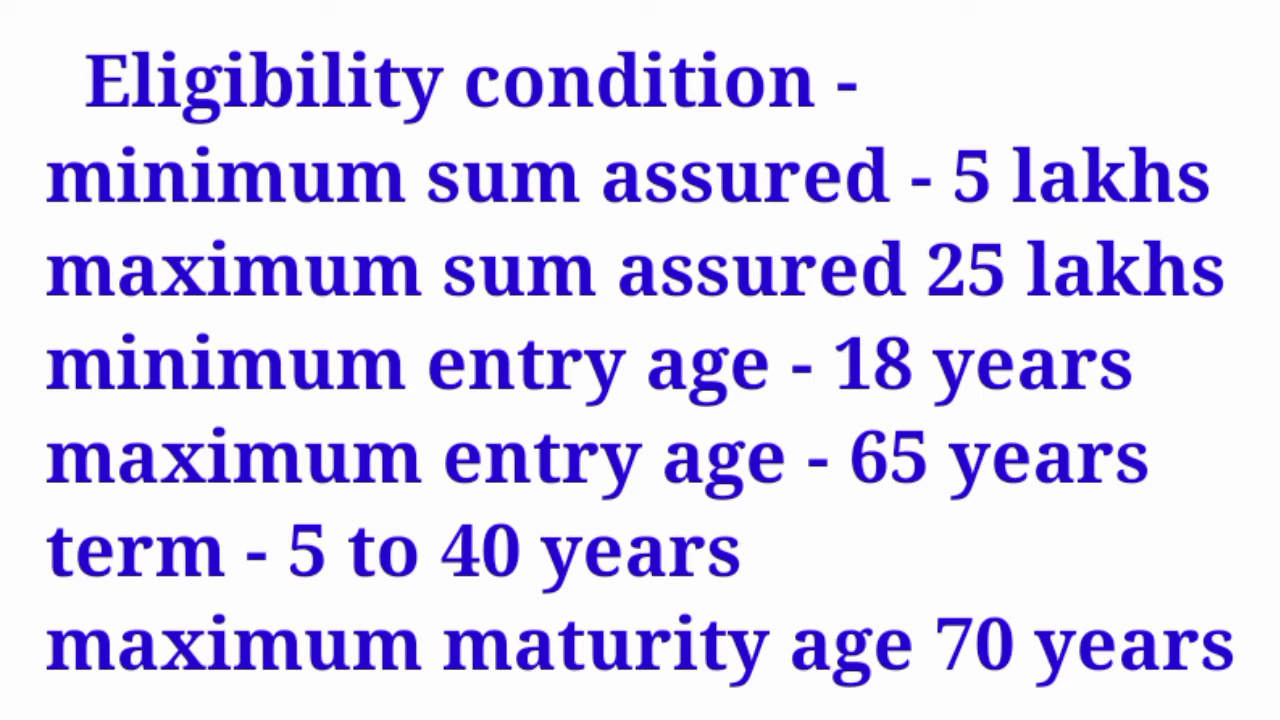 Eligibility condition -
minimum sum assured - 5 lakhs
maximum sum assured 25 lakhs
minimum entry age - 18 years
maximum entry age - 65 years
term - 5 to 40 years
maximum maturity age 70 years